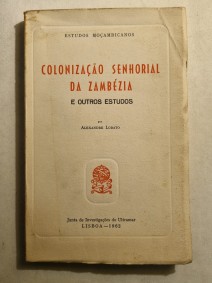 ESTUDOS MOÇAMBICANOS
COLONIZAÇÃO SENHORIAL
DA ZAMBÉZIA
E OUTROS ESTUDOS
POR
ALEXANDRE LOBATO
Junta de Investigações do Ultramar
LISBOA — 1962